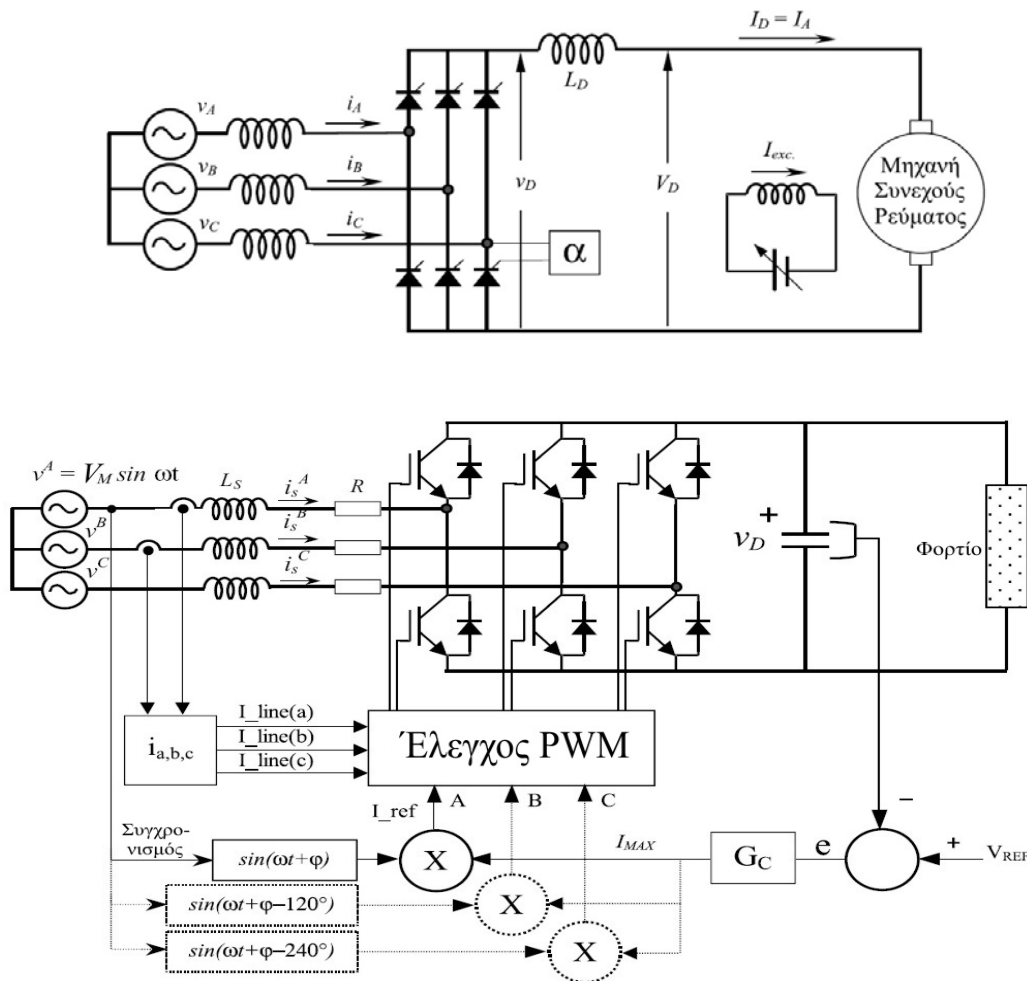 I_D = I_A
L_D
v_A
i_A
v_B
i_B
v_C
i_C
v_D
V_D
I_exc.
Μηχανή
Συνεχούς
Ρεύματος
α
v^A = V_M sin ωt
L_S
i_s^A
R
v^B
i_s^B
v^C
i_s^C
v_D
+
Φορτίο
i_a,b,c
I_line(a)
I_line(b)
I_line(c)
Έλεγχος PWM
I_ref
A
B
C
Συγχρο-
νισμός
sin(ωt+φ)
X
I_MAX
G_C
e
−
+
V_REF
sin(ωt+φ−120°)
X
sin(ωt+φ−240°)
X